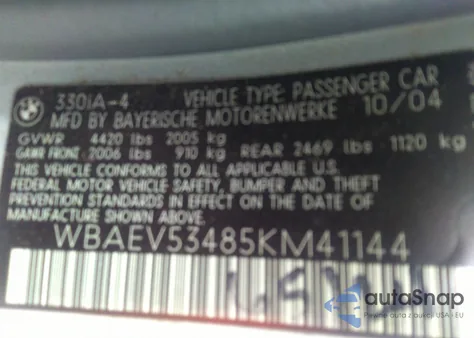 330iA-4 VEHICLE TYPE: PASSENGER CAR
MFD BY BAYERISCHE MOTORENWERKE 10/04
GVWR 4420 lbs 2005 kg
GAWR FRONT 2006 lbs 910 kg REAR 2469 lbs 1120 kg
THIS VEHICLE CONFORMS TO ALL APPLICABLE U.S.
FEDERAL MOTOR VEHICLE SAFETY, BUMPER AND THEFT
PREVENTION STANDARDS IN EFFECT ON THE DATE OF
MANUFACTURE SHOWN ABOVE.
WBAEV53485KM41144
autoSnap